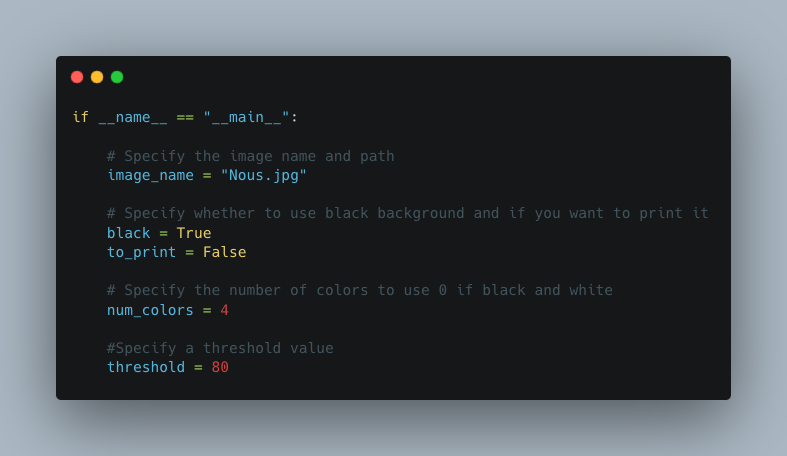 if __name__ == "__main__":
    # Specify the image name and path
    image_name = "Nous.jpg"
    # Specify whether to use black background and if you want to print it
    black = True
    to_print = False
    # Specify the number of colors to use 0 if black and white
    num_colors = 4
    #Specify a threshold value
    threshold = 80